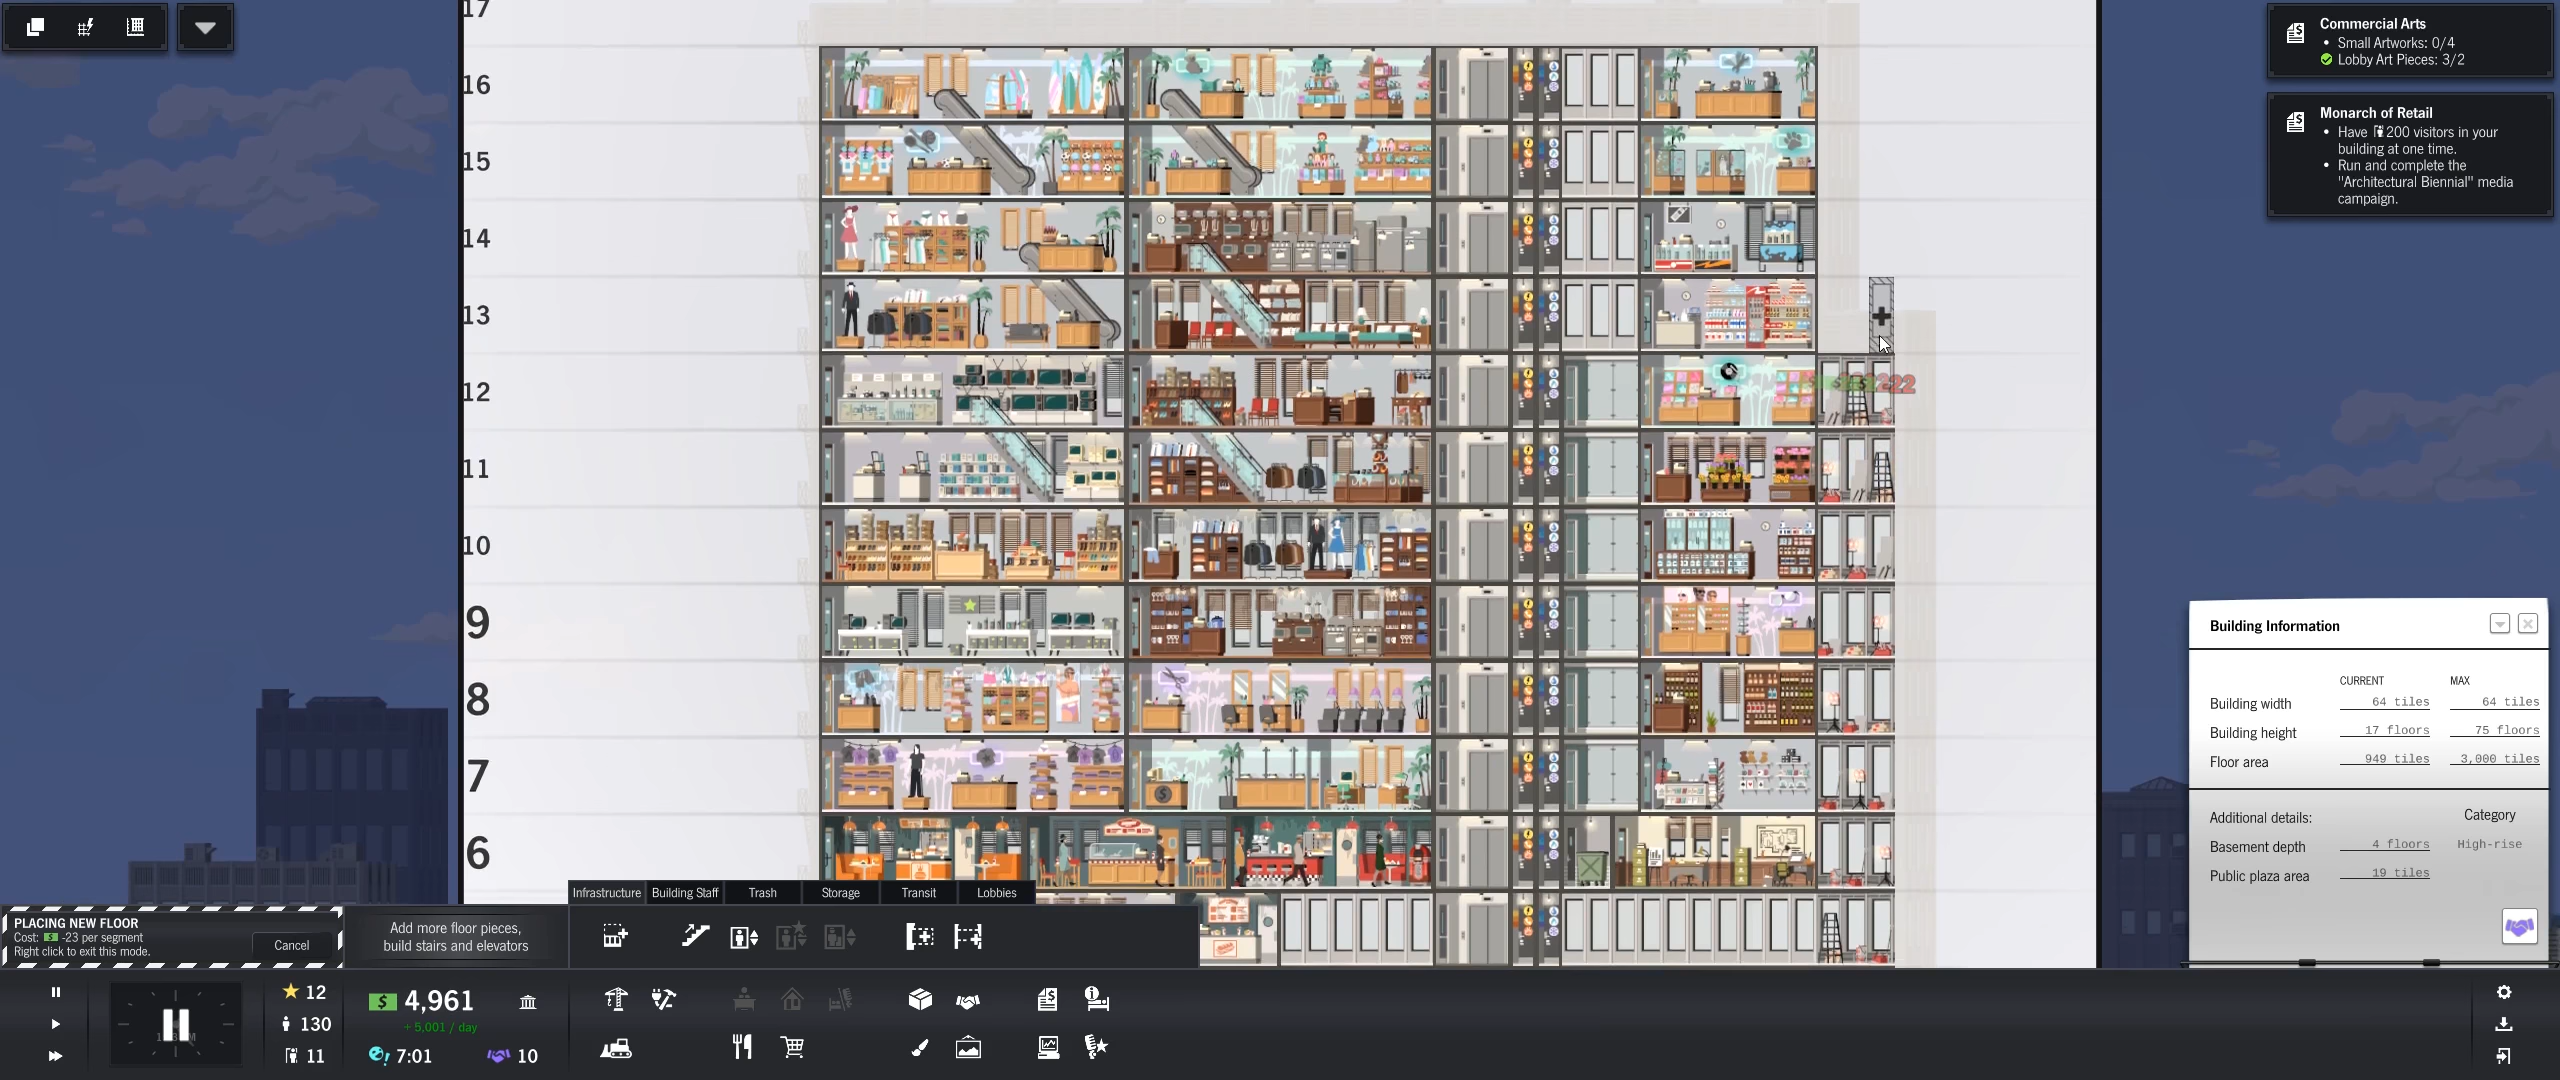 17
16
15
14
13
12
11
10
9
8
7
6
Commercial Arts
• Small Artworks: 0/4
Lobby Art Pieces: 3/2
Monarch of Retail
• Have 200 visitors in your
building at one time.
• Run and complete the
"Architectural Biennial" media
campaign.
Building Information
CURRENT MAX
Building width 64 tiles 64 tiles
Building height 17 floors 75 floors
Floor area 949 tiles 3,000 tiles
Additional details: Category
Basement depth 4 floors High-rise
Public plaza area 19 tiles
Infrastructure Building Staff Trash Storage Transit Lobbies
PLACING NEW FLOOR
Cost: -23 per segment
Right click to exit this mode.
Cancel
Add more floor pieces,
build stairs and elevators
12
130
11
4,961
+ 5,001 / day
7:01
10